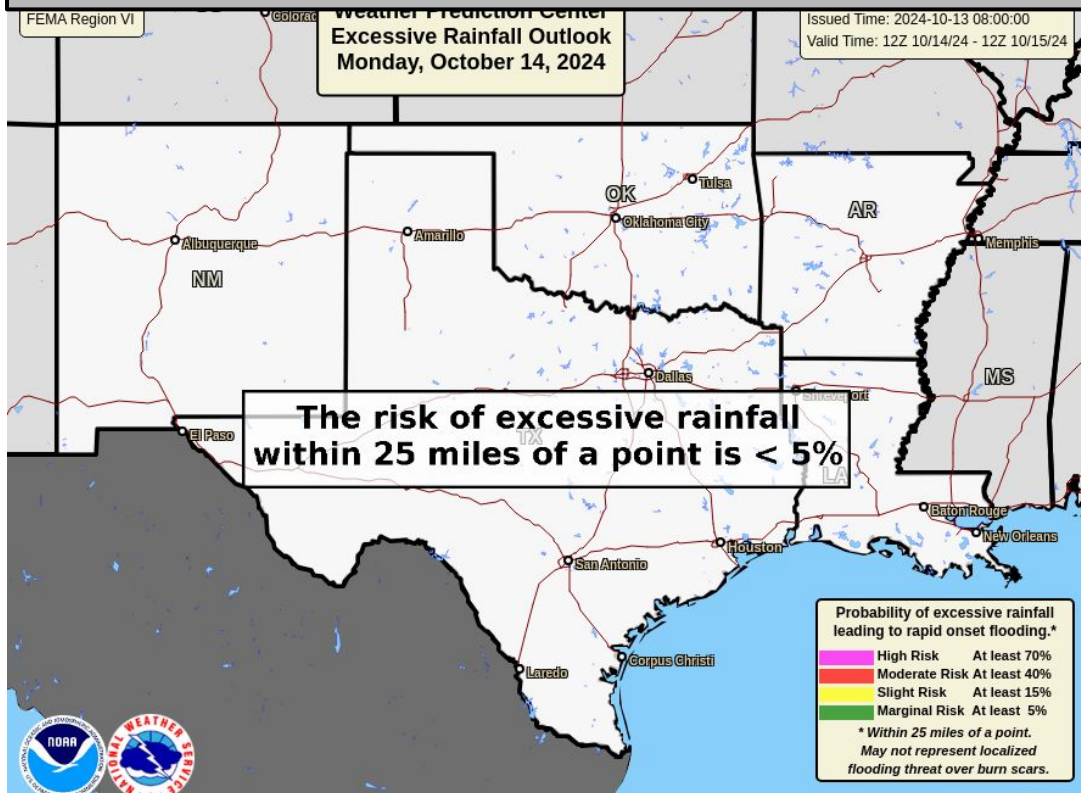 FEMA Region VI
Weather Prediction Center
Excessive Rainfall Outlook
Monday, October 14, 2024
Issued Time: 2024-10-13 08:00:00
Valid Time: 12Z 10/14/24 - 12Z 10/15/24
Colorad
Tulsa
OK
Oklahoma City
AR
Amarillo
Albuquerque
Memphis
NM
Dallas
MS
Shreveport
The risk of excessive rainfall
within 25 miles of a point is < 5%
TX
El Paso
LA
Baton Rouge
New Orleans
Houston
San Antonio
Corpus Christi
Laredo
Probability of excessive rainfall
leading to rapid onset flooding.*
High Risk At least 70%
Moderate Risk At least 40%
Slight Risk At least 15%
Marginal Risk At least 5%
* Within 25 miles of a point.
May not represent localized
flooding threat over burn scars.
NOAA
NATIONAL WEATHER SERVICE